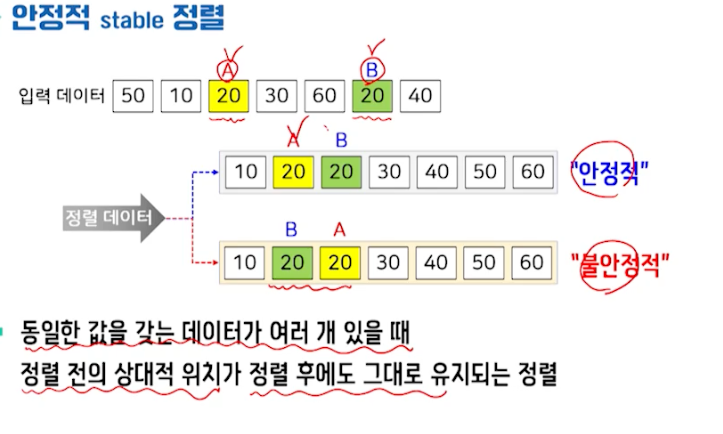 안정적 stable 정렬
A B
입력 데이터 50 10 20 30 60 20 40
A B
10 20 20 30 40 50 60 "안정적"
정렬 데이터
B A
10 20 20 30 40 50 60 "불안정적"
동일한 값을 갖는 데이터가 여러 개 있을 때
정렬 전의 상대적 위치가 정렬 후에도 그대로 유지되는 정렬